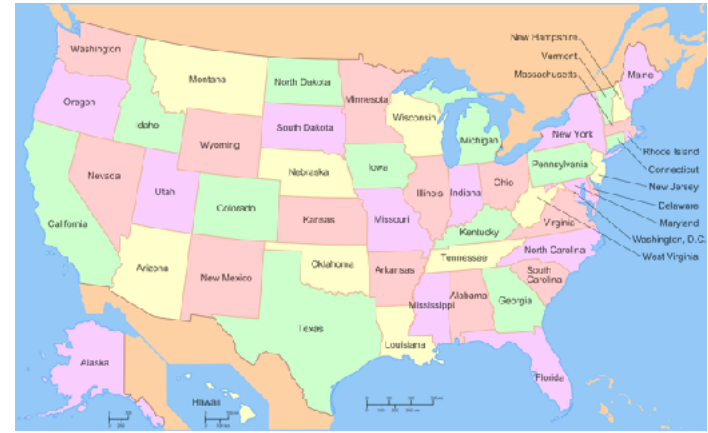 Washington
Montana
North Dakota
Minnesota
Oregon
Idaho
Wyoming
South Dakota
Wisconsin
Michigan
New Hampshire
Vermont
Massachusetts
Maine
New York
Rhode Island
Connecticut
New Jersey
Delaware
Maryland
Washington, D.C.
West Virginia
Nevada
Utah
Colorado
Nebraska
Iowa
Illinois
Indiana
Ohio
Pennsylvania
California
Kansas
Missouri
Kentucky
Virginia
Arizona
New Mexico
Oklahoma
Arkansas
Tennessee
North Carolina
South
Carolina
Texas
Louisiana
Mississippi
Alabama
Georgia
Florida
Alaska
Hawaii